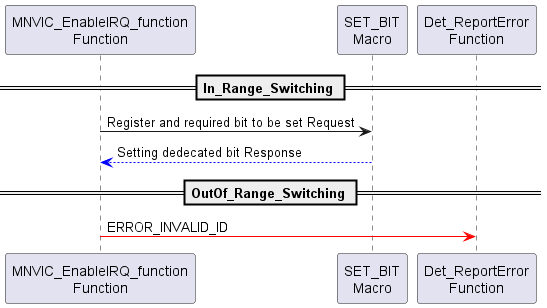 MNVIC_EnableIRQ_function
Function
SET_BIT
Macro
Det_ReportError
Function
In_Range_Switching
Register and required bit to be set Request
Setting dedecated bit Response
OutOf_Range_Switching
ERROR_INVALID_ID
MNVIC_EnableIRQ_function
Function
SET_BIT
Macro
Det_ReportError
Function